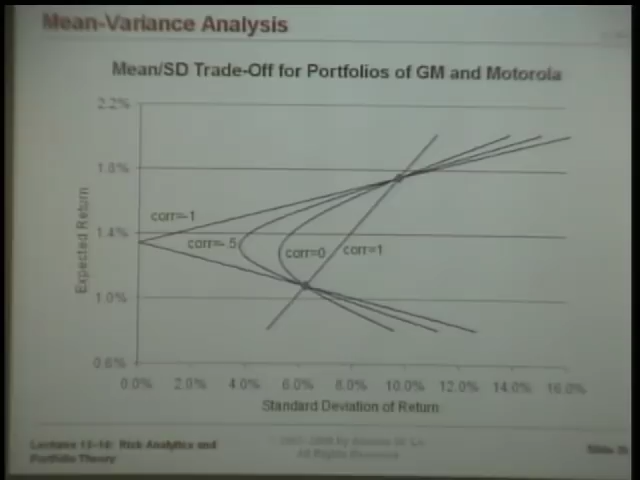 Mean-Variance Analysis
Mean/SD Trade-Off for Portfolios of GM and Motorola
2.2%
1.8%
1.4%
1.0%
0.6%
Expected Return
corr=-1
corr=-.5
corr=0
corr=1
0.0% 2.0% 4.0% 6.0% 8.0% 10.0% 12.0% 14.0% 16.0%
Standard Deviation of Return
Lectures and
Risk Analytics
Portfolio Theory
All Rights Reserved
Slide